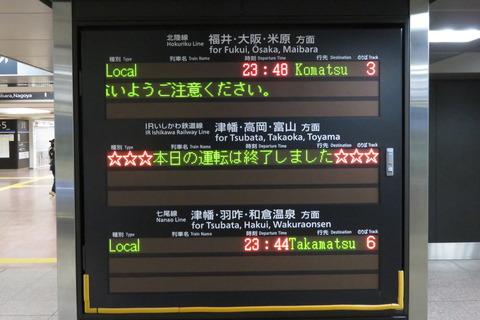 北陸線
Hokuriku Line
福井・大阪・米原 方面
for Fukui, Ōsaka, Maibara
種別 Type 列車名 Train Name 時刻 Departure Time 行先 Destination のりば Track
Local 23:48 Komatsu 3
いようご注意ください。
IRいしかわ鉄道線
IR Ishikawa Railway Line
津幡・高岡・富山 方面
for Tsubata, Takaoka, Toyama
種別 Type 列車名 Train Name 時刻 Departure Time 行先 Destination のりば Track
☆☆☆本日の運転は終了しました☆☆☆
七尾線
Nanao Line
津幡・羽咋・和倉温泉 方面
for Tsubata, Hakui, Wakuraonsen
種別 Type 列車名 Train Name 時刻 Departure Time 行先 Destination のりば Track
Local 23:44 Takamatsu 6